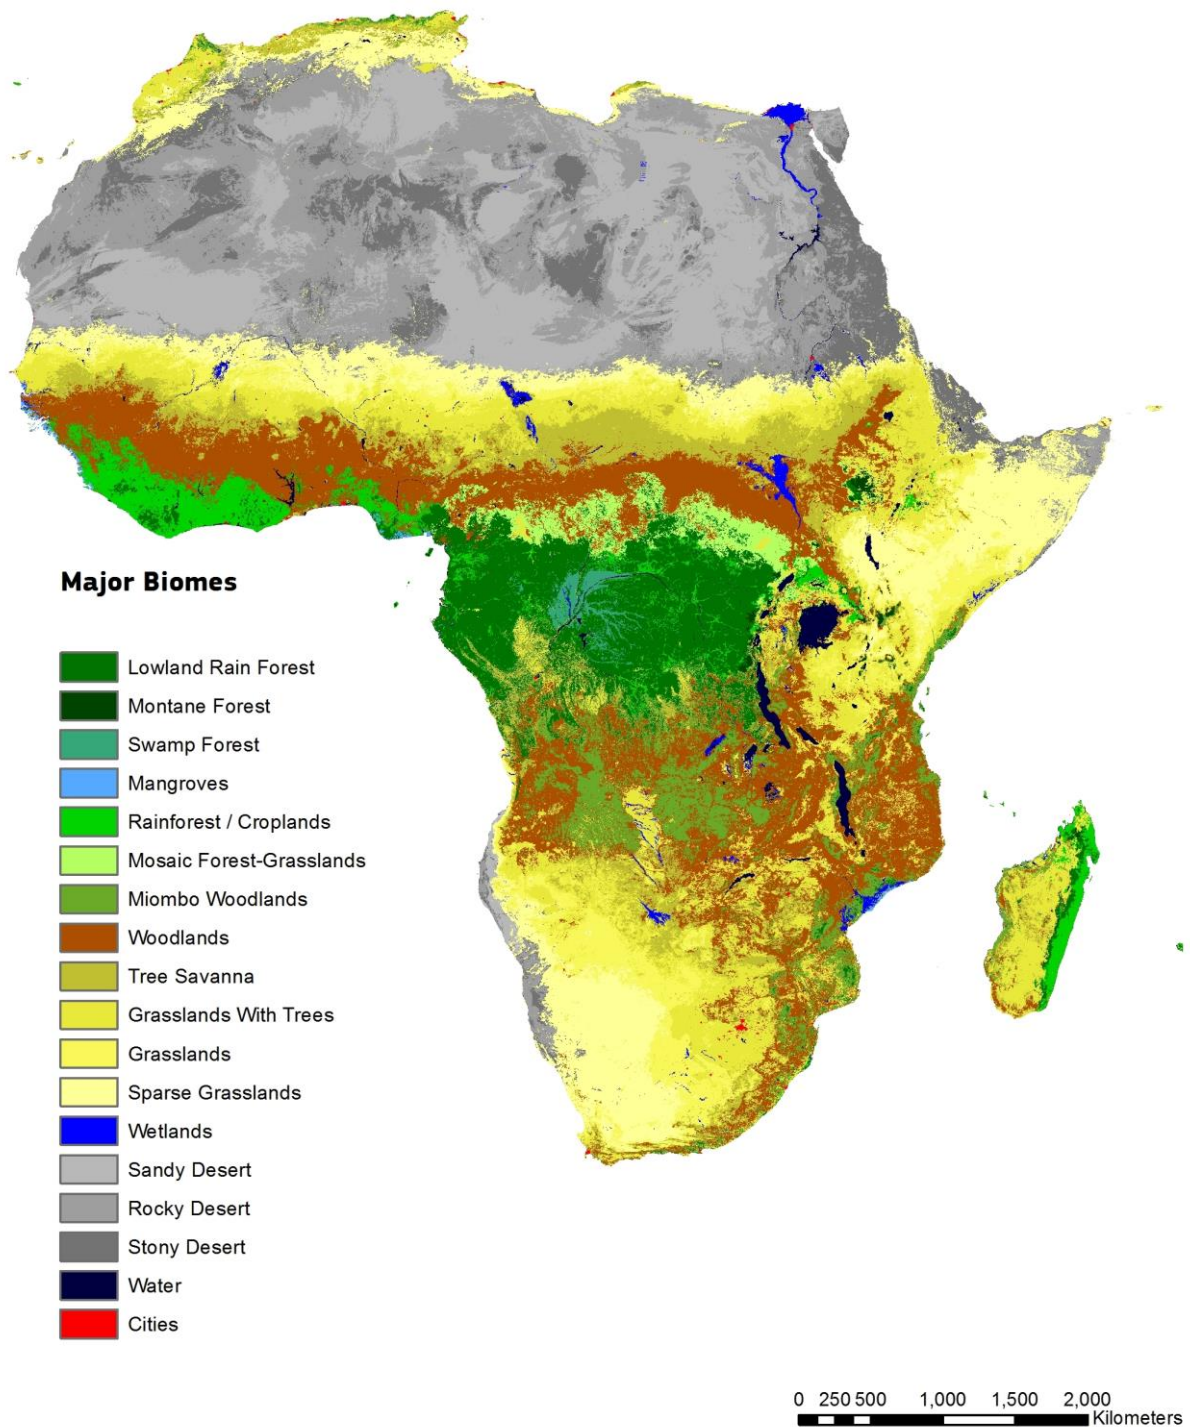 Major Biomes
Lowland Rain Forest
Montane Forest
Swamp Forest
Mangroves
Rainforest / Croplands
Mosaic Forest-Grasslands
Miombo Woodlands
Woodlands
Tree Savanna
Grasslands With Trees
Grasslands
Sparse Grasslands
Wetlands
Sandy Desert
Rocky Desert
Stony Desert
Water
Cities
0 250 500 1,000 1,500 2,000
Kilometers